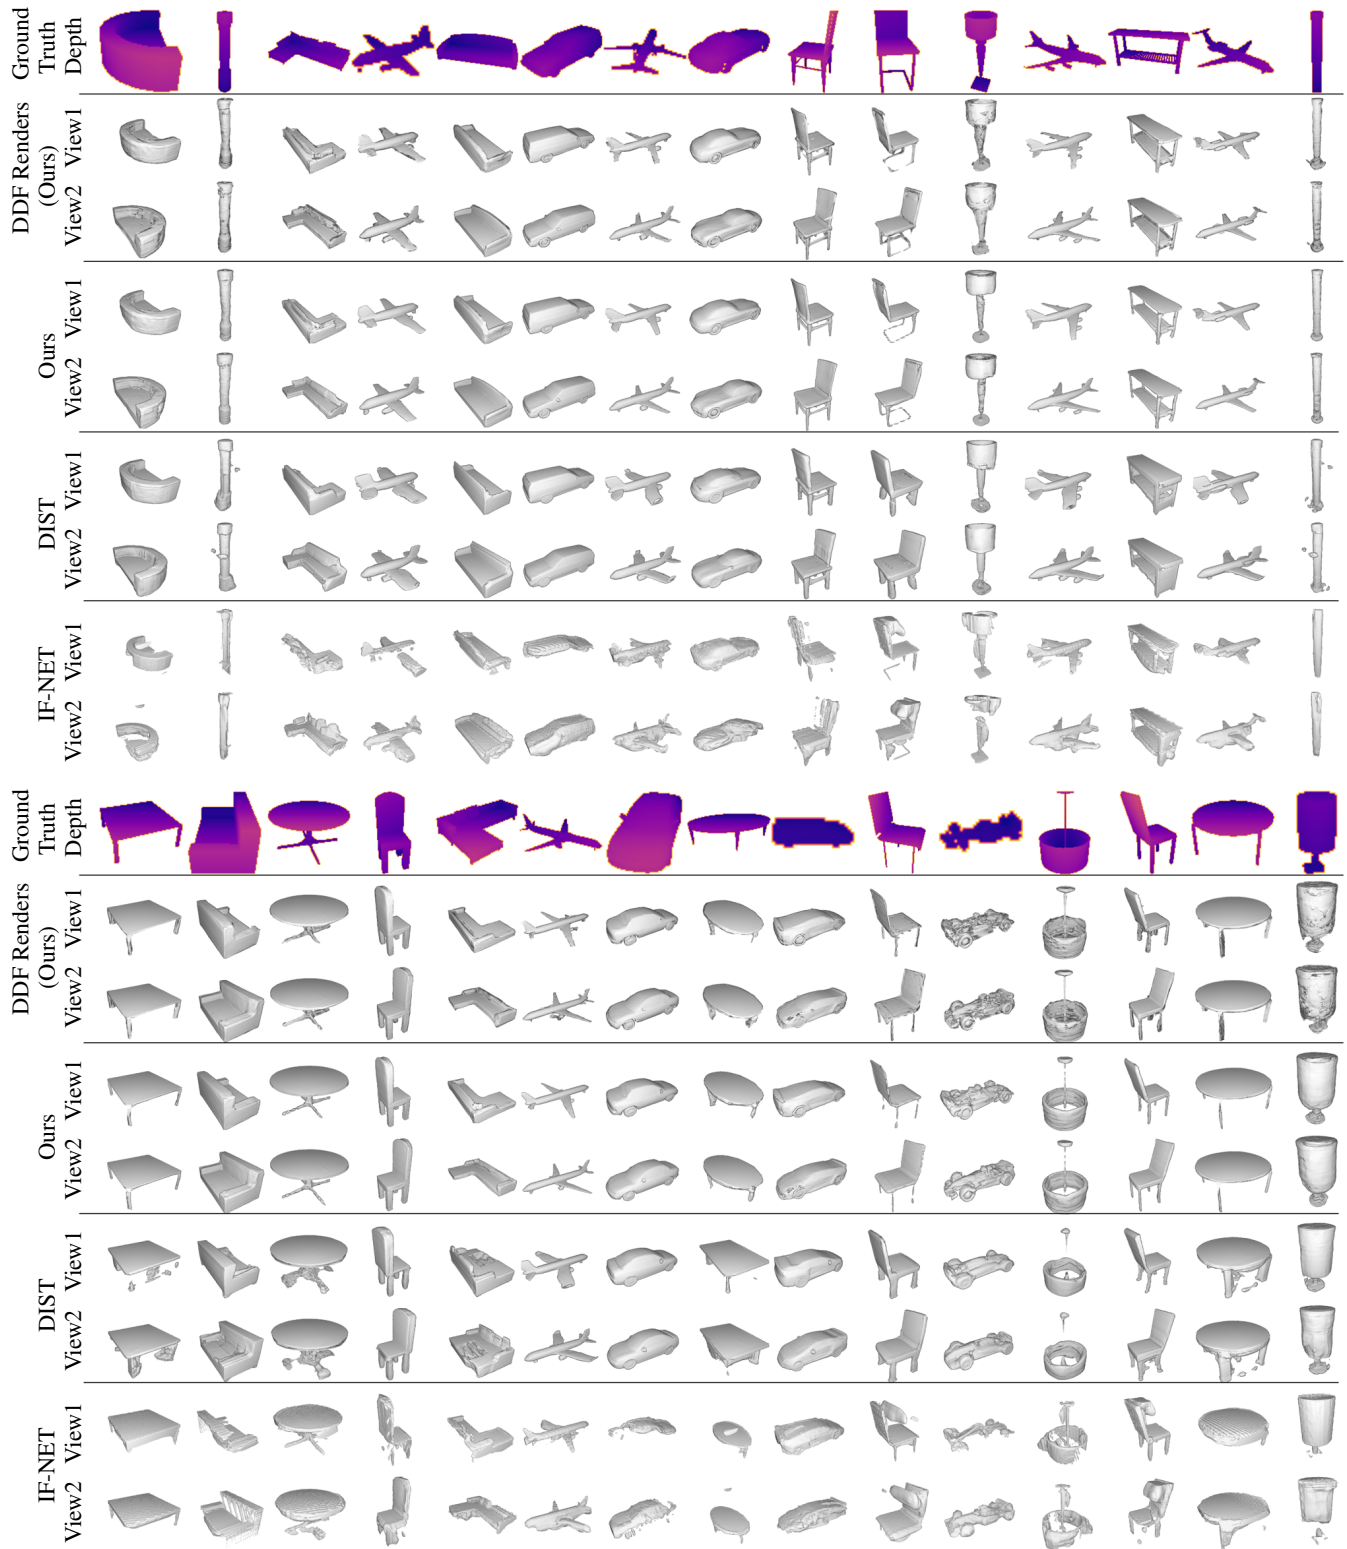 Ground
Truth
Depth
DDF Renders
(Ours)
View1
View2
Ours
View1
View2
DIST
View1
View2
IF-NET
View1
View2
Ground
Truth
Depth
DDF Renders
(Ours)
View1
View2
Ours
View1
View2
DIST
View1
View2
IF-NET
View1
View2